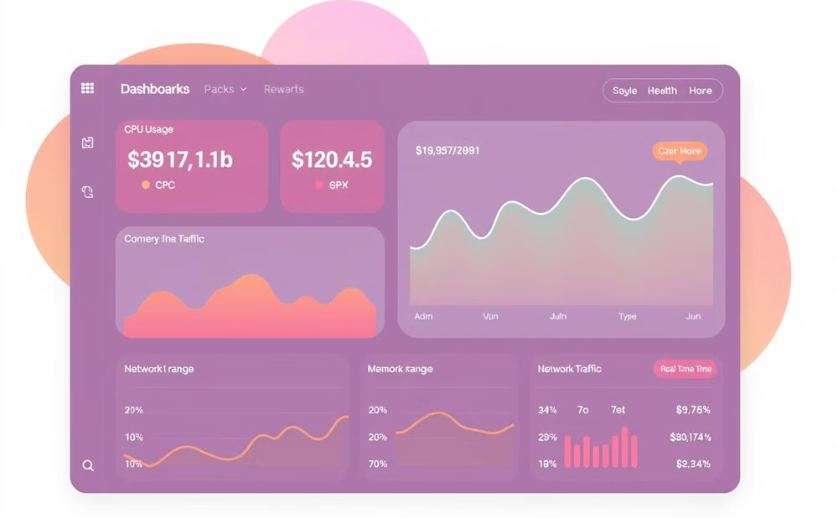 Dashboarks Packs Rewarts
Soyle Health Hore
CPU Usage
$3917,1.1b
CPC
$120.4.5
GPX
$19,957/2991
Czer More
Comery Ihe Taffic
Adm Vun Juln Type Jun
Network I range
20%
10%
10%
Memork range
20%
20%
70%
Network Traffic
Real Time Time
34% 7o 7et $9,76%
29% $80,174%
19% $2,34%